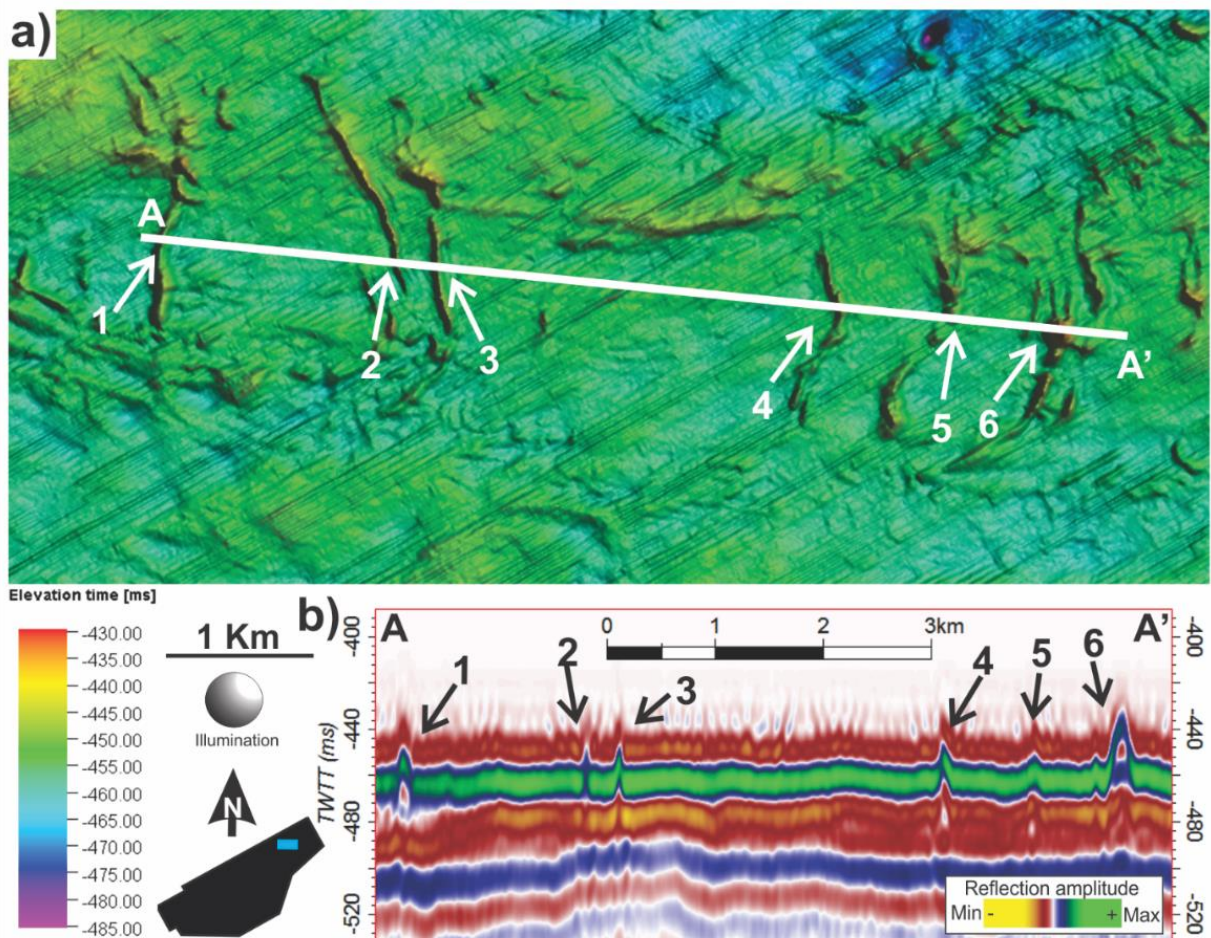 a)
A
1
2
3
4
5
6
A'
Elevation time [ms]
-430.00
-435.00
-440.00
-445.00
-450.00
-455.00
-460.00
-465.00
-470.00
-475.00
-480.00
-485.00
1 Km
Illumination
N
b)
A
A'
0
1
2
3km
1
2
3
4
5
6
TWTT (ms)
-400
-440
-480
-520
-400
-440
-480
-520
Reflection amplitude
Min - + Max